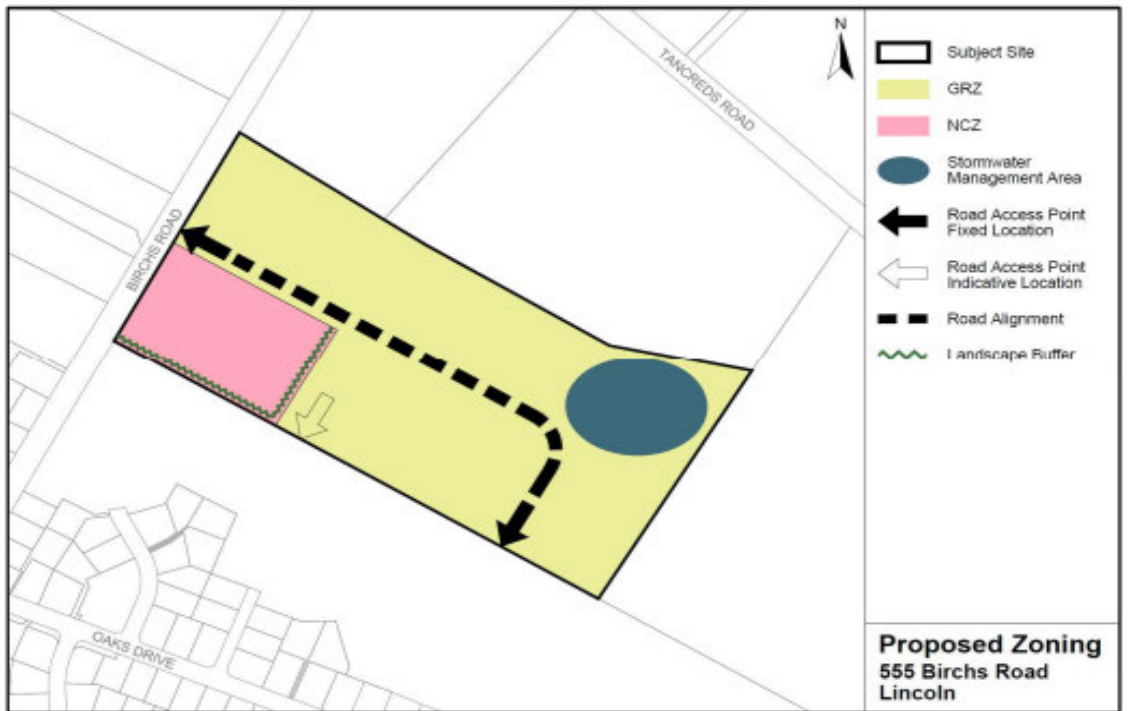 BIRCHS ROAD
TANCREDS ROAD
OAKS DRIVE
N
Subject Site
GRZ
NCZ
Stormwater
Management Area
Road Access Point
Fixed Location
Road Access Point
Indicative Location
Road Alignment
Landscape Buffer
Proposed Zoning
555 Birchs Road
Lincoln